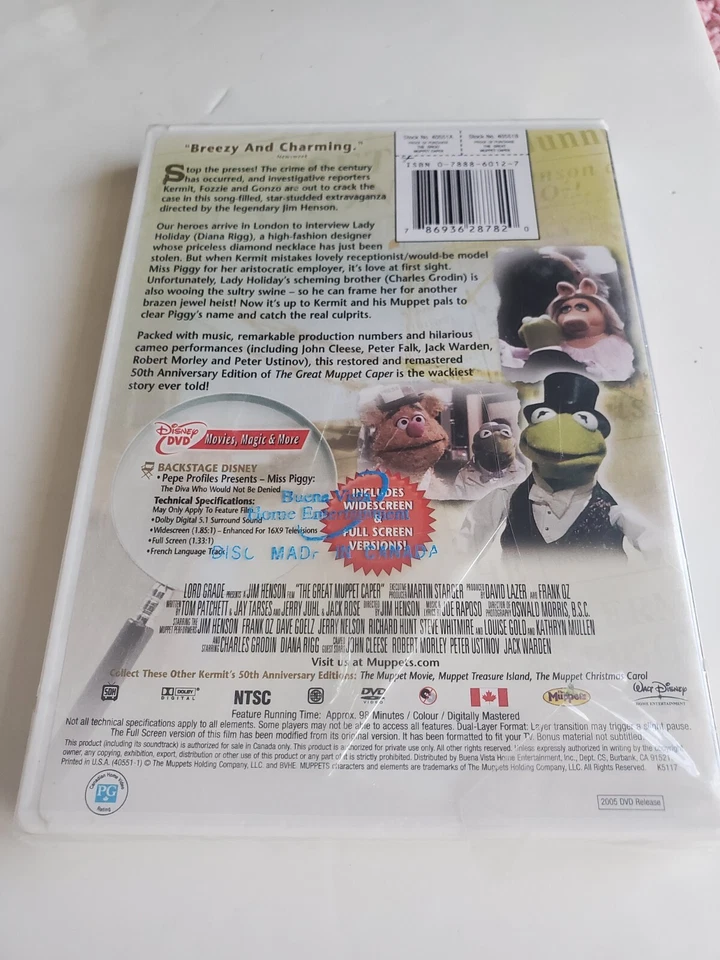 "Breezy And Charming."
Newsweek
Stop the presses! The crime of the century
has occurred, and investigative reporters
Kermit, Fozzie and Gonzo are out to crack the
case in this song-filled, star-studded extravaganza
directed by the legendary Jim Henson.
Our heroes arrive in London to interview Lady
Holiday (Diana Rigg), a high-fashion designer
whose priceless diamond necklace has just been
stolen. But when Kermit mistakes lovely receptionist/would-be model
Miss Piggy for her aristocratic employer, it's love at first sight.
Unfortunately, Lady Holiday's scheming brother (Charles Grodin) is
also wooing the sultry swine – so he can frame her for another
brazen jewel heist! Now it's up to Kermit and his Muppet pals to
clear Piggy's name and catch the real culprits.
Packed with music, remarkable production numbers and hilarious
cameo performances (including John Cleese, Peter Falk, Jack Warden,
Robert Morley and Peter Ustinov), this restored and remastered
50th Anniversary Edition of The Great Muppet Caper is the wackiest
story ever told!
ISBN 0-7888-6012-7
7 86936 28782 0
Disney DVD Movies, Magic & More
BACKSTAGE DISNEY
• Pepe Profiles Presents – Miss Piggy:
The Diva Who Would Not Be Denied
Technical Specifications:
May Only Apply To Feature Film
•Dolby Digital 5.1 Surround Sound
•Widescreen (1.85:1) – Enhanced For 16X9 Televisions
•Full Screen (1.33:1)
•French Language Track
INCLUDES
WIDESCREEN
&
FULL SCREEN
VERSIONS!
Buena Vista
Home Entertainment
DISC MADE IN CANADA
LORD GRADE PRESENTS A JIM HENSON FILM "THE GREAT MUPPET CAPER" EXECUTIVE PRODUCER MARTIN STARGER PRODUCED BY DAVID LAZER AND FRANK OZ
WRITTEN BY TOM PATCHETT & JAY TARSES AND JERRY JUHL & JACK ROSE DIRECTED BY JIM HENSON MUSIC & LYRICS BY JOE RAPOSO DIRECTOR OF PHOTOGRAPHY OSWALD MORRIS, B.S.C.
STARRING THE MUPPET PERFORMERS JIM HENSON FRANK OZ DAVE GOELZ JERRY NELSON RICHARD HUNT STEVE WHITMIRE AND LOUISE GOLD AND KATHRYN MULLEN
AND STARRING CHARLES GRODIN DIANA RIGG CAMEO GUEST STARS JOHN CLEESE ROBERT MORLEY PETER USTINOV JACK WARDEN
Visit us at Muppets.com
Collect These Other Kermit's 50th Anniversary Editions: The Muppet Movie, Muppet Treasure Island, The Muppet Christmas Carol
DOLBY DIGITAL NTSC DVD Muppets Walt Disney HOME ENTERTAINMENT
Feature Running Time: Approx. 98 Minutes / Colour / Digitally Mastered
Not all technical specifications apply to all elements. Some players may not be able to access all features. Dual-Layer Format: Layer transition may trigger a slight pause.
The Full Screen version of this film has been modified from its original version. It has been formatted to fit your TV. Bonus material not subtitled.
This product (including its soundtrack) is authorized for sale in Canada only. This product is authorized for private use only. All other rights reserved. Unless expressly authorized in writing by the copyright
owner, any copying, exhibition, export, distribution or other use of this product or any part of it is strictly prohibited. Distributed by Buena Vista Home Entertainment, Inc., Dept. CS, Burbank, CA 91521.
Printed in U.S.A. (40551-1) © The Muppets Holding Company, LLC. and BVHE. MUPPETS characters and elements are trademarks of The Muppets Holding Company, LLC. All Rights Reserved. K5117
Canadian Home Video
PG
Rating
2005 DVD Release